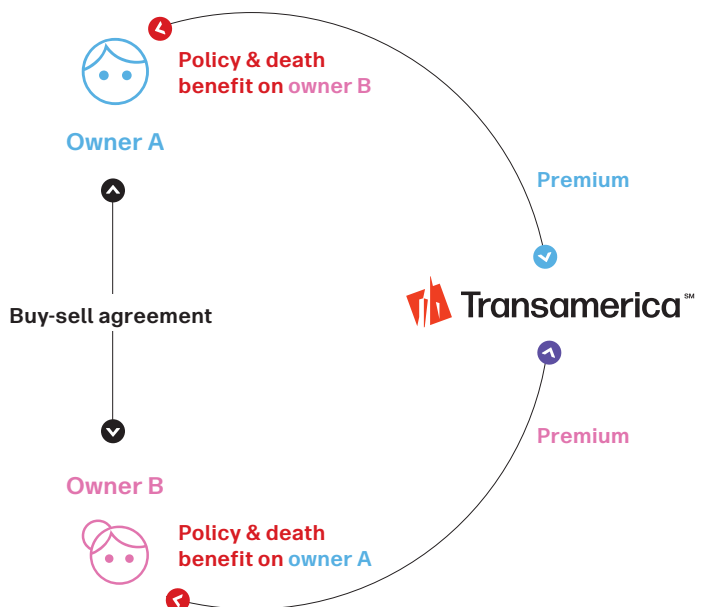 Policy & death
benefit on owner B
Owner A
Premium
Buy-sell agreement
Transamerica℠
Premium
Owner B
Policy & death
benefit on owner A